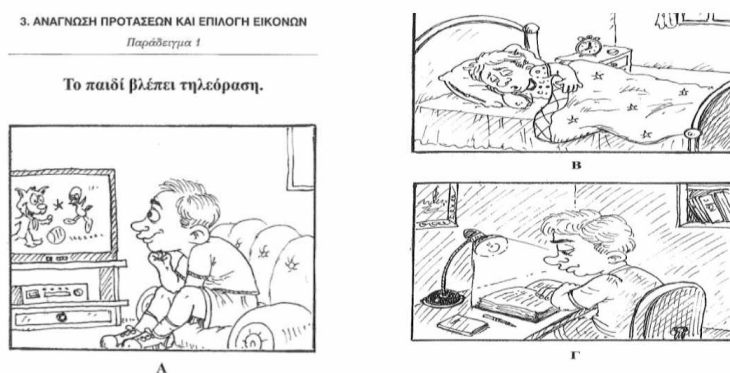 3. ΑΝΑΓΝΩΣΗ ΠΡΟΤΑΣΕΩΝ ΚΑΙ ΕΠΙΛΟΓΗ ΕΙΚΟΝΩΝ
Παράδειγμα 1
Το παιδί βλέπει τηλεόραση.
Α
Β
Γ